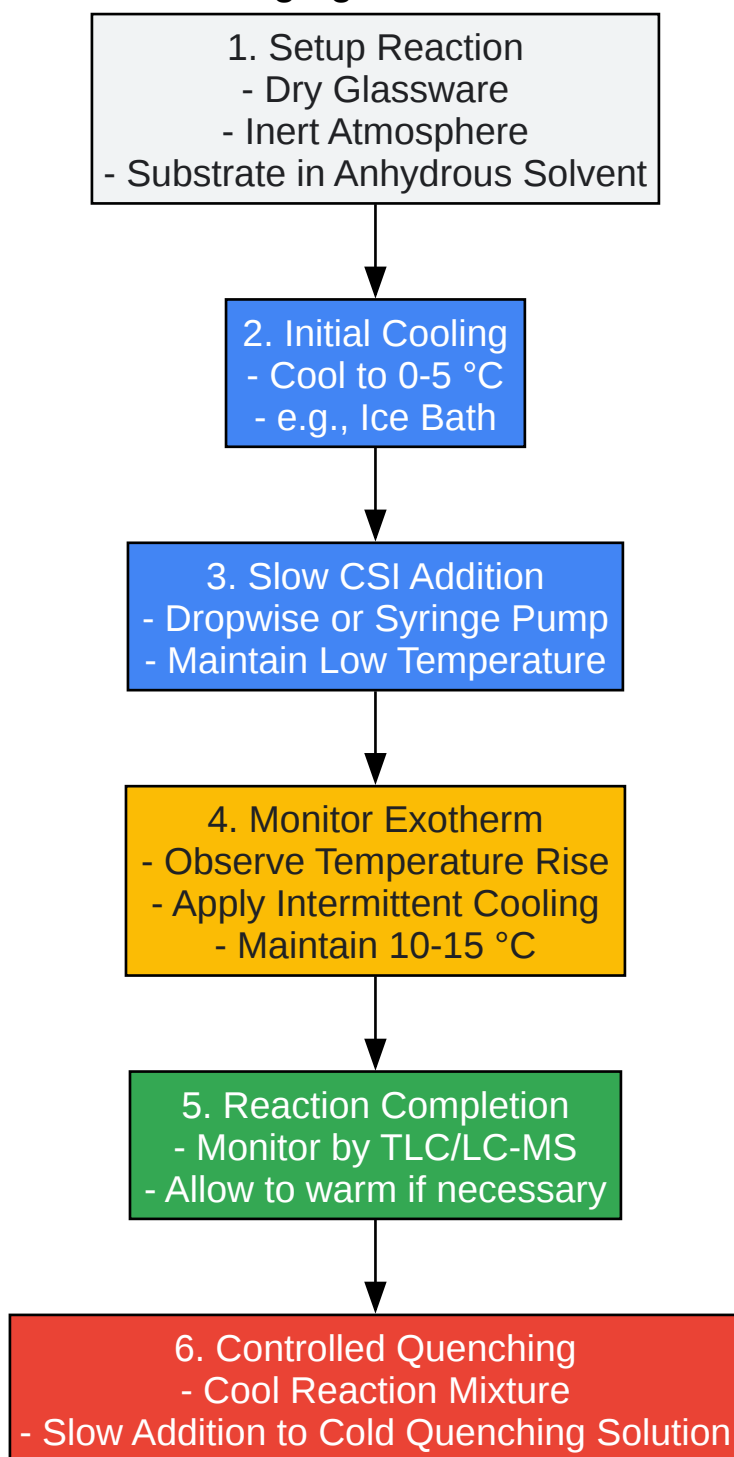 1. Setup Reaction
- Dry Glassware
- Inert Atmosphere
- Substrate in Anhydrous Solvent
2. Initial Cooling
- Cool to 0-5 °C
- e.g., Ice Bath
3. Slow CSI Addition
- Dropwise or Syringe Pump
- Maintain Low Temperature
4. Monitor Exotherm
- Observe Temperature Rise
- Apply Intermittent Cooling
- Maintain 10-15 °C
5. Reaction Completion
- Monitor by TLC/LC-MS
- Allow to warm if necessary
6. Controlled Quenching
- Cool Reaction Mixture
- Slow Addition to Cold Quenching Solution